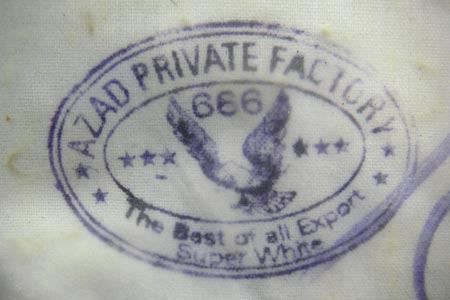 AZAD PRIVATE FACTORY
666
The Best of all Export
Super White